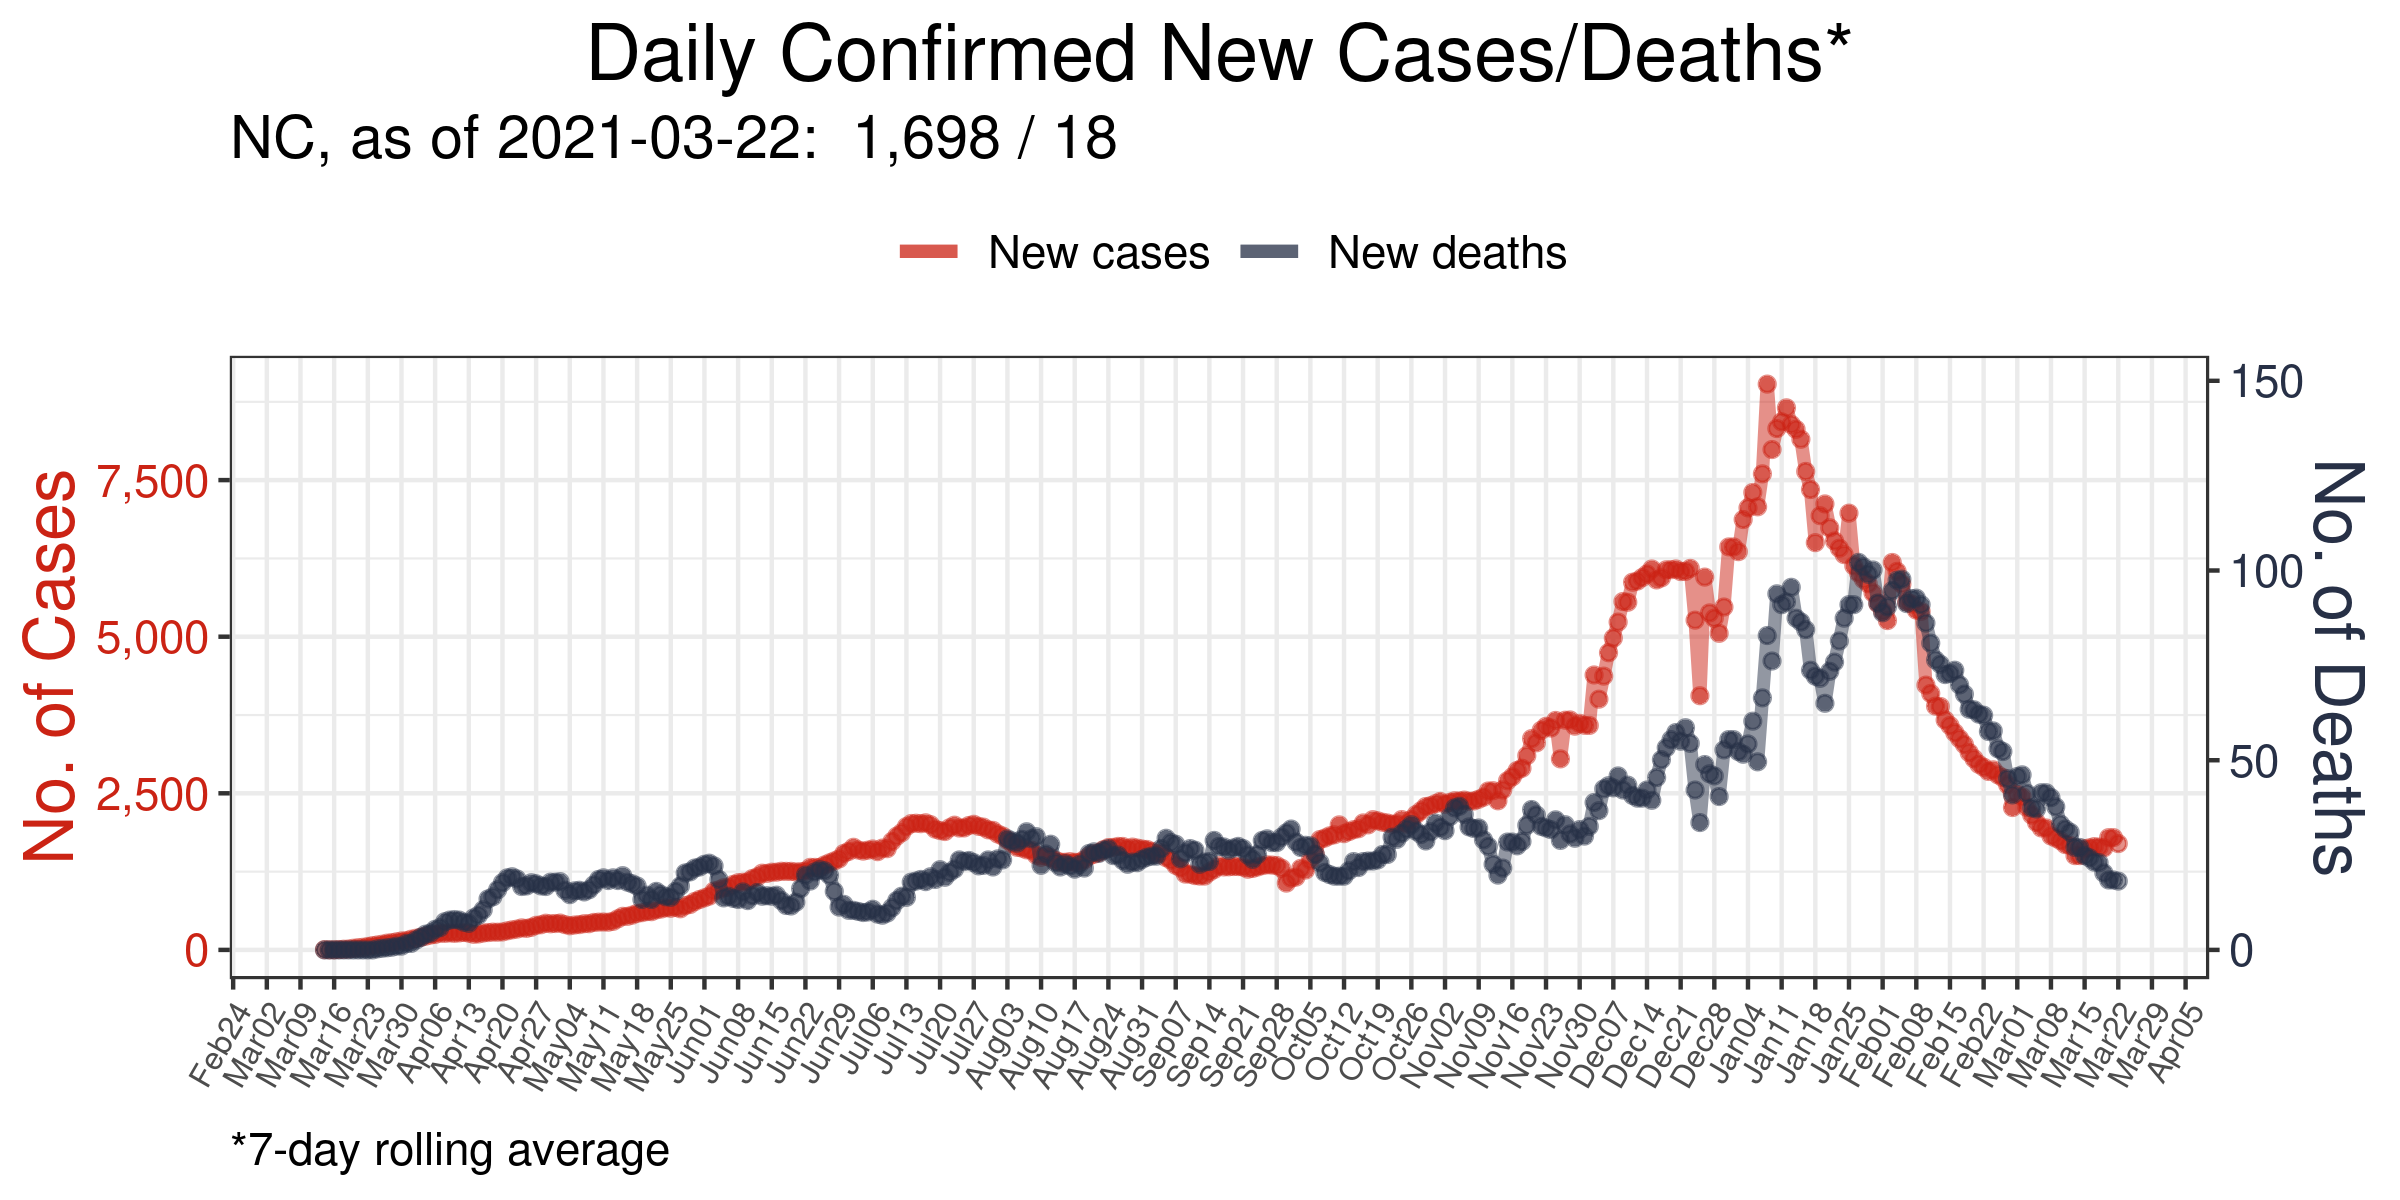 Daily Confirmed New Cases/Deaths*
NC, as of 2021-03-22:  1,698 / 18
New cases
New deaths
No. of Cases
7,500
5,000
2,500
0
150
100
50
0
No. of Deaths
Feb24
Mar02
Mar09
Mar16
Mar23
Mar30
Apr06
Apr13
Apr20
Apr27
May04
May11
May18
May25
Jun01
Jun08
Jun15
Jun22
Jun29
Jul06
Jul13
Jul20
Jul27
Aug03
Aug10
Aug17
Aug24
Aug31
Sep07
Sep14
Sep21
Sep28
Oct05
Oct12
Oct19
Oct26
Nov02
Nov09
Nov16
Nov23
Nov30
Dec07
Dec14
Dec21
Dec28
Jan04
Jan11
Jan18
Jan25
Feb01
Feb08
Feb15
Feb22
Mar01
Mar08
Mar15
Mar22
Mar29
Apr05
*7-day rolling average